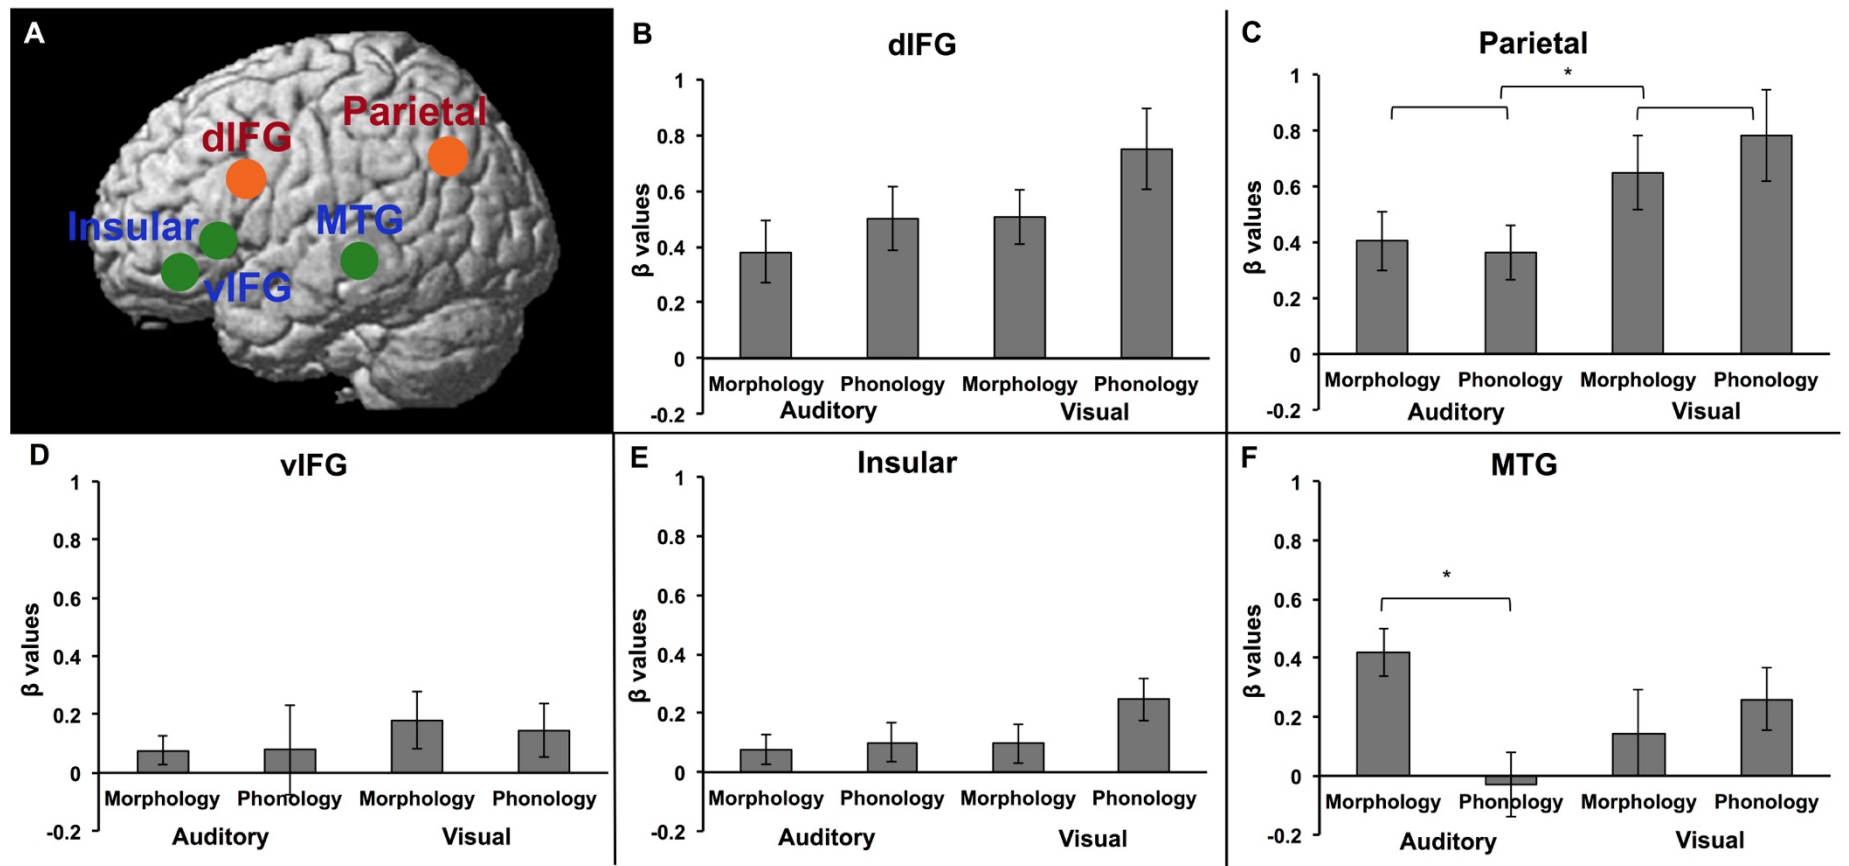 A
dIFG
Parietal
Insular
MTG
vIFG
B
dIFG
β values
1
0.8
0.6
0.4
0.2
0
-0.2
Morphology Phonology Morphology Phonology
Auditory Visual
C
Parietal
*
β values
1
0.8
0.6
0.4
0.2
0
-0.2
Morphology Phonology Morphology Phonology
Auditory Visual
D
vIFG
β values
1
0.8
0.6
0.4
0.2
0
-0.2
Morphology Phonology Morphology Phonology
Auditory Visual
E
Insular
β values
1
0.8
0.6
0.4
0.2
0
-0.2
Morphology Phonology Morphology Phonology
Auditory Visual
F
MTG
*
β values
1
0.8
0.6
0.4
0.2
0
-0.2
Morphology Phonology Morphology Phonology
Auditory Visual